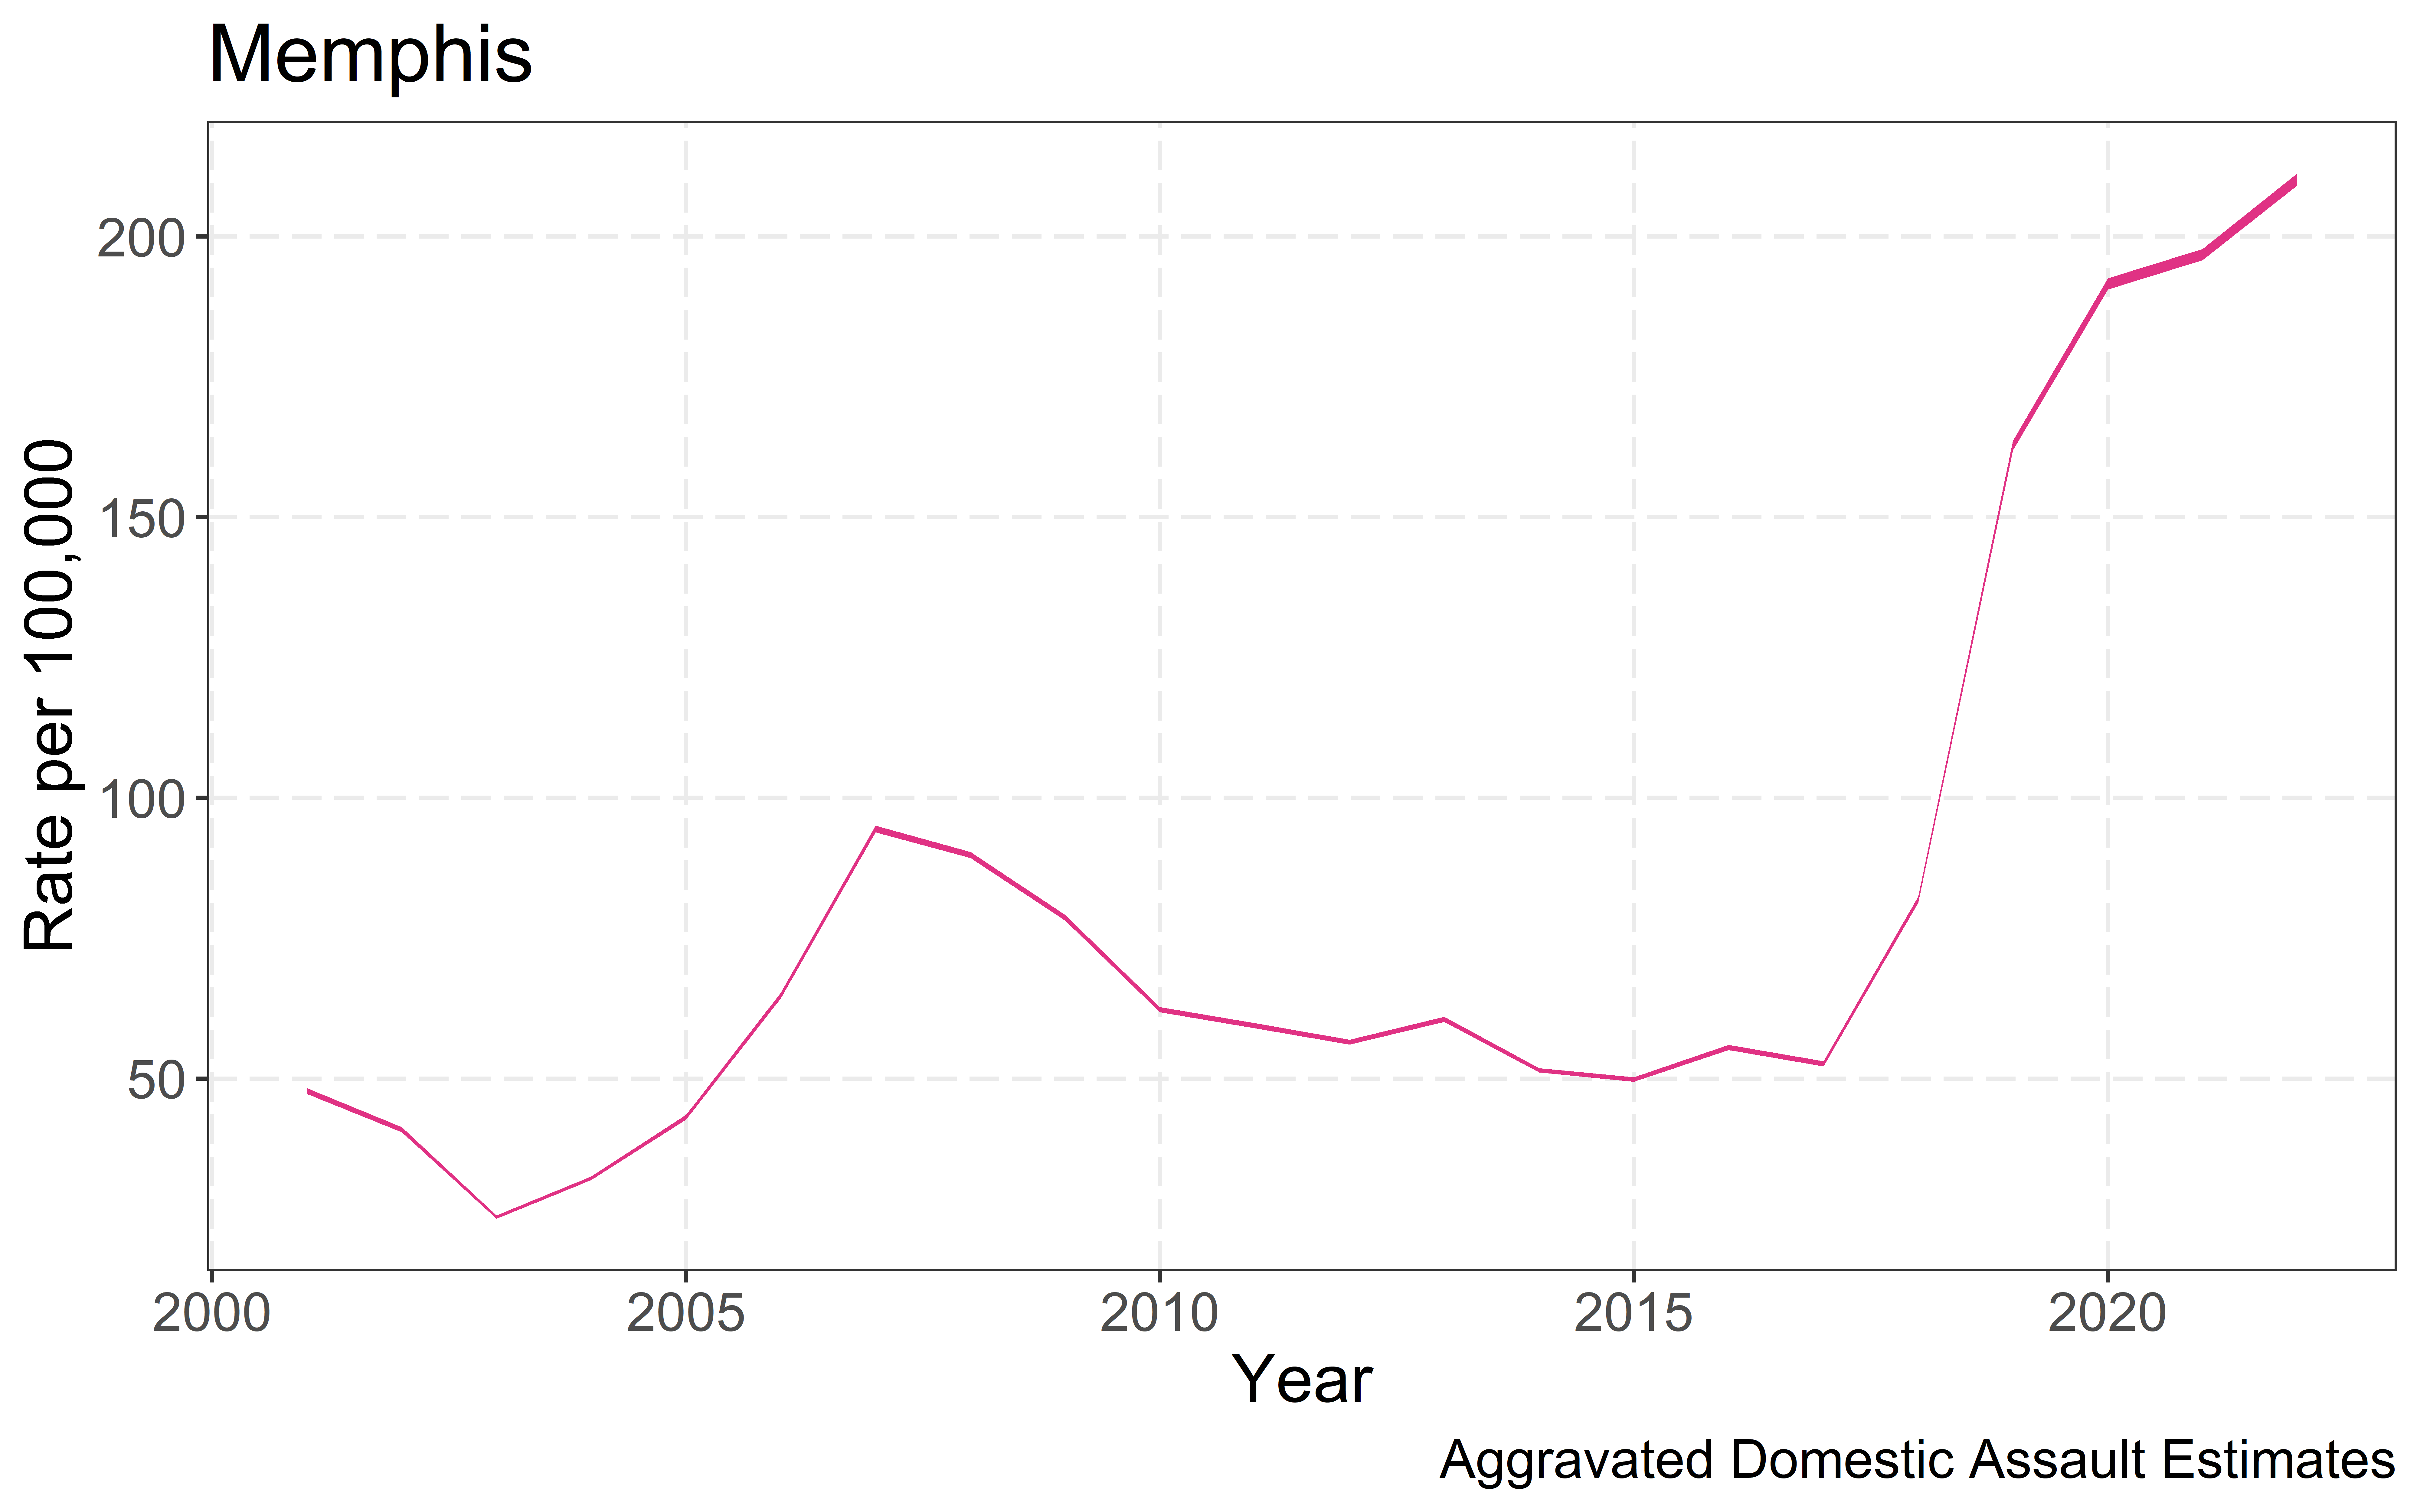 Memphis
Rate per 100,000
200
150
100
50
2000 2005 2010 2015 2020
Year
Aggravated Domestic Assault Estimates